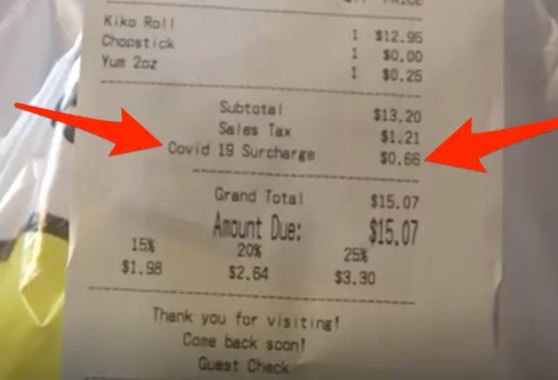 QTY PRICE
Kiko Roll 1 $12.95
Chopstick 1 $0.00
Yum 2oz 1 $0.25
Subtotal $13.20
Sales Tax $1.21
Covid 19 Surcharge $0.66
Grand Total $15.07
Amount Due: $15.07
15% 20% 25%
$1.98 $2.64 $3.30
Thank you for visiting!
Come back soon!
Guest Check